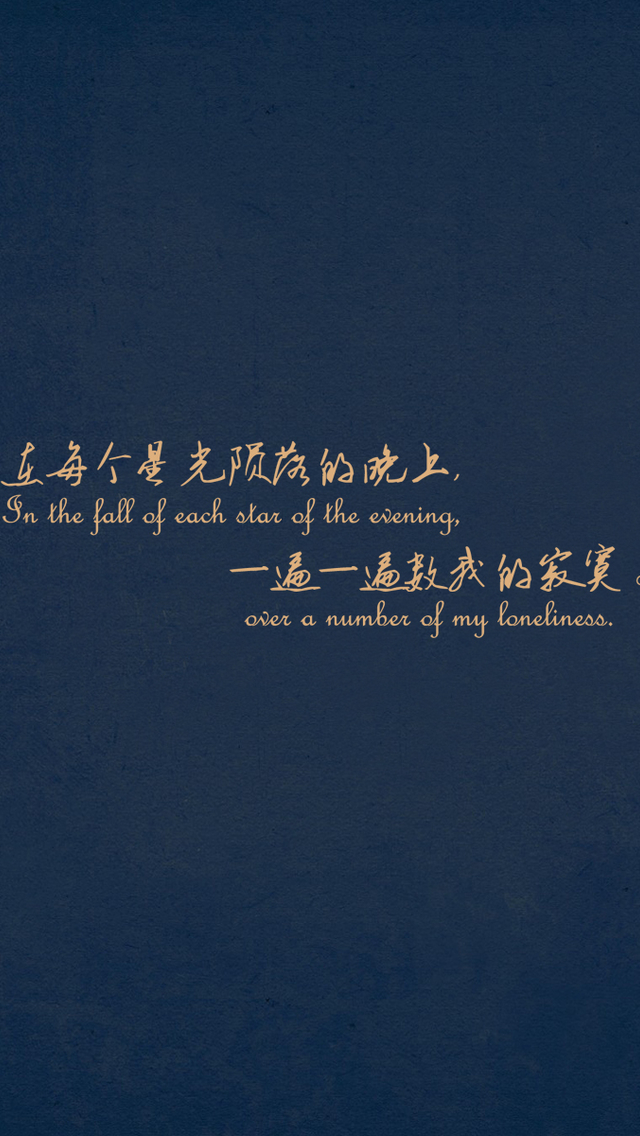 在每个星光陨落的晚上,
In the fall of each star of the evening,
一遍一遍数我的寂寞。
over a number of my loneliness.